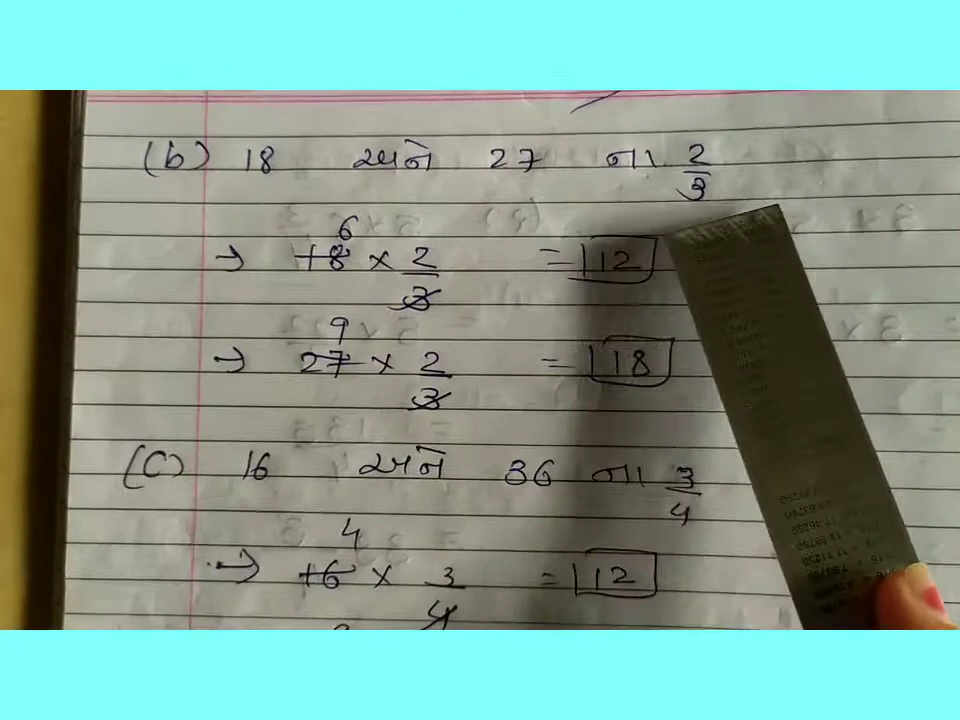 (b) 18 અને 27 ના 2/3
6
→ 18 × 2/3 = 12
9
→ 27 × 2/3 = 18
(C) 16 અને 36 ના 3/4
4
→ 16 × 3/4 = 12